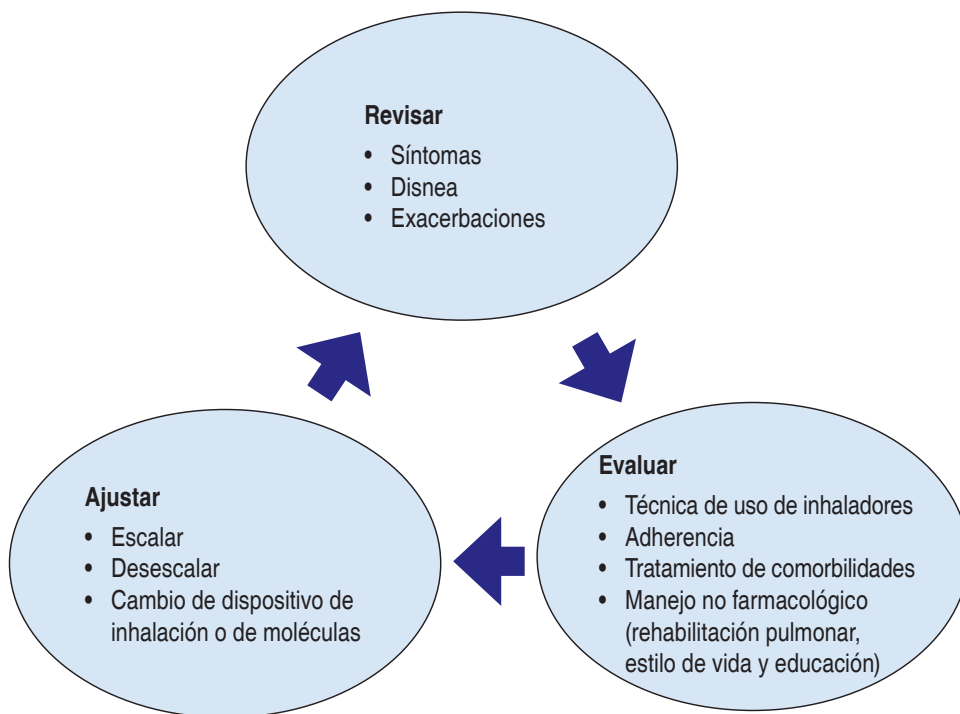 Revisar
• Síntomas
• Disnea
• Exacerbaciones
Evaluar
• Técnica de uso de inhaladores
• Adherencia
• Tratamiento de comorbilidades
• Manejo no farmacológico
(rehabilitación pulmonar,
estilo de vida y educación)
Ajustar
• Escalar
• Desescalar
• Cambio de dispositivo de
inhalación o de moléculas